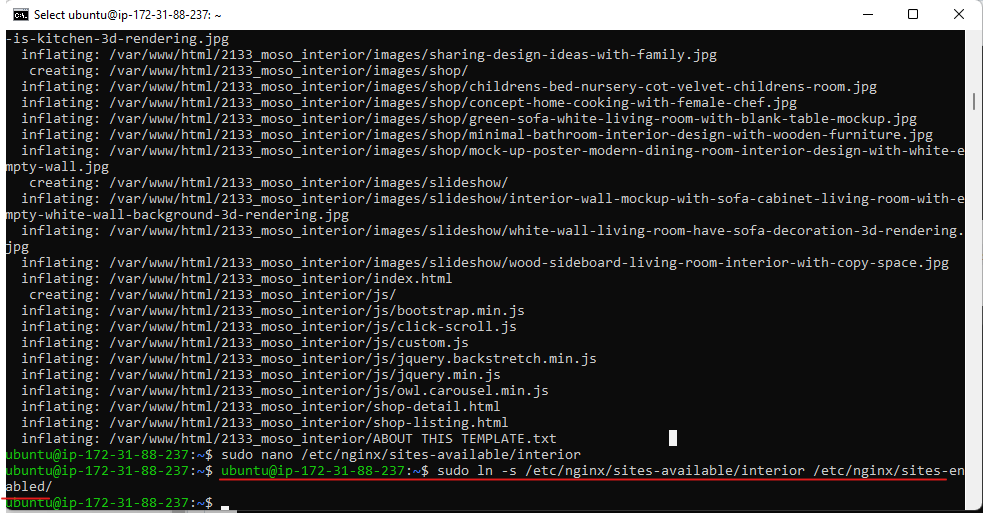 Select ubuntu@ip-172-31-88-237: ~
-is-kitchen-3d-rendering.jpg
  inflating: /var/www/html/2133_moso_interior/images/sharing-design-ideas-with-family.jpg
   creating: /var/www/html/2133_moso_interior/images/shop/
  inflating: /var/www/html/2133_moso_interior/images/shop/childrens-bed-nursery-cot-velvet-childrens-room.jpg
  inflating: /var/www/html/2133_moso_interior/images/shop/concept-home-cooking-with-female-chef.jpg
  inflating: /var/www/html/2133_moso_interior/images/shop/green-sofa-white-living-room-with-blank-table-mockup.jpg
  inflating: /var/www/html/2133_moso_interior/images/shop/minimal-bathroom-interior-design-with-wooden-furniture.jpg
  inflating: /var/www/html/2133_moso_interior/images/shop/mock-up-poster-modern-dining-room-interior-design-with-white-e
mpty-wall.jpg
   creating: /var/www/html/2133_moso_interior/images/slideshow/
  inflating: /var/www/html/2133_moso_interior/images/slideshow/interior-wall-mockup-with-sofa-cabinet-living-room-with-e
mpty-white-wall-background-3d-rendering.jpg
  inflating: /var/www/html/2133_moso_interior/images/slideshow/white-wall-living-room-have-sofa-decoration-3d-rendering.
jpg
  inflating: /var/www/html/2133_moso_interior/images/slideshow/wood-sideboard-living-room-interior-with-copy-space.jpg
  inflating: /var/www/html/2133_moso_interior/index.html
   creating: /var/www/html/2133_moso_interior/js/
  inflating: /var/www/html/2133_moso_interior/js/bootstrap.min.js
  inflating: /var/www/html/2133_moso_interior/js/click-scroll.js
  inflating: /var/www/html/2133_moso_interior/js/custom.js
  inflating: /var/www/html/2133_moso_interior/js/jquery.backstretch.min.js
  inflating: /var/www/html/2133_moso_interior/js/jquery.min.js
  inflating: /var/www/html/2133_moso_interior/js/owl.carousel.min.js
  inflating: /var/www/html/2133_moso_interior/shop-detail.html
  inflating: /var/www/html/2133_moso_interior/shop-listing.html
  inflating: /var/www/html/2133_moso_interior/ABOUT THIS TEMPLATE.txt
ubuntu@ip-172-31-88-237:~$ sudo nano /etc/nginx/sites-available/interior
ubuntu@ip-172-31-88-237:~$ ubuntu@ip-172-31-88-237:~$ sudo ln -s /etc/nginx/sites-available/interior /etc/nginx/sites-en
abled/
ubuntu@ip-172-31-88-237:~$